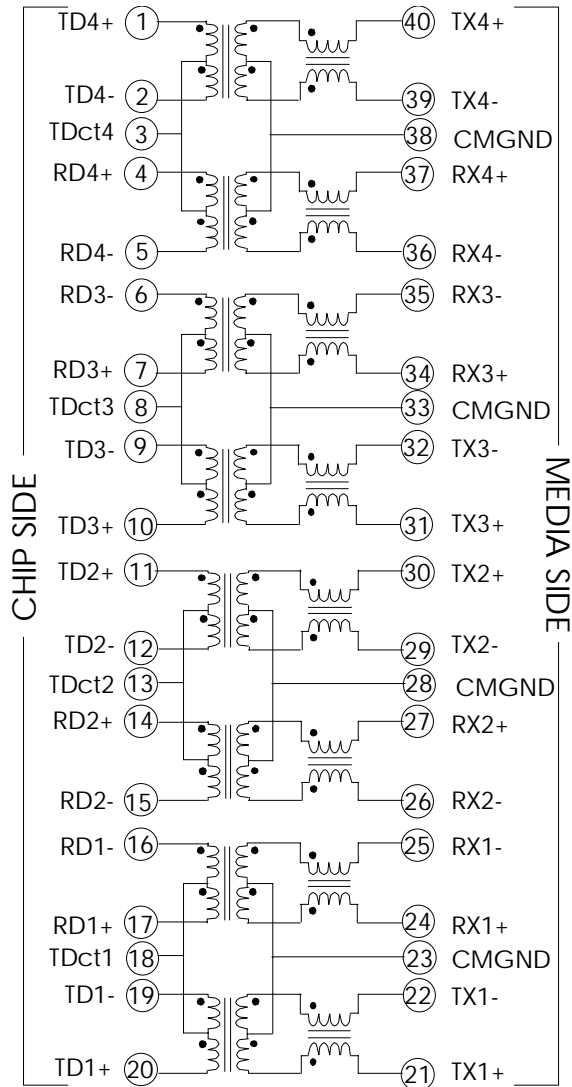 TD4+ 1 40 TX4+
TD4- 2 39 TX4-
TDct4 3 38 CMGND
RD4+ 4 37 RX4+
RD4- 5 36 RX4-
RD3- 6 35 RX3-
RD3+ 7 34 RX3+
TDct3 8 33 CMGND
TD3- 9 32 TX3-
TD3+ 10 31 TX3+
TD2+ 11 30 TX2+
TD2- 12 29 TX2-
TDct2 13 28 CMGND
RD2+ 14 27 RX2+
RD2- 15 26 RX2-
RD1- 16 25 RX1-
RD1+ 17 24 RX1+
TDct1 18 23 CMGND
TD1- 19 22 TX1-
TD1+ 20 21 TX1+
CHIP SIDE
MEDIA SIDE